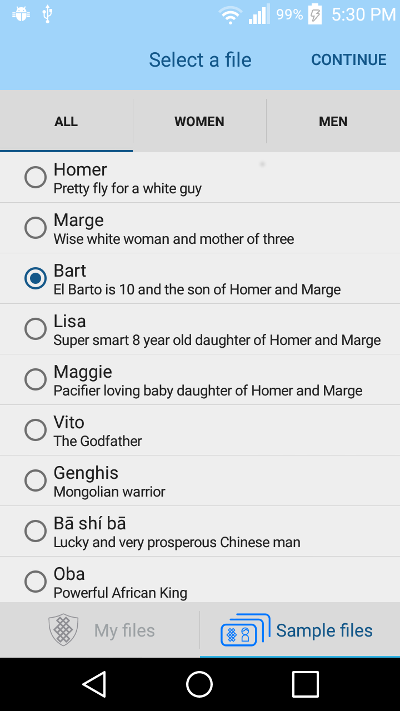 99% 5:30 PM
Select a file CONTINUE
ALL WOMEN MEN
Homer
Pretty fly for a white guy
Marge
Wise white woman and mother of three
Bart
El Barto is 10 and the son of Homer and Marge
Lisa
Super smart 8 year old daughter of Homer and Marge
Maggie
Pacifier loving baby daughter of Homer and Marge
Vito
The Godfather
Genghis
Mongolian warrior
Bā shí bā
Lucky and very prosperous Chinese man
Oba
Powerful African King
My files Sample files